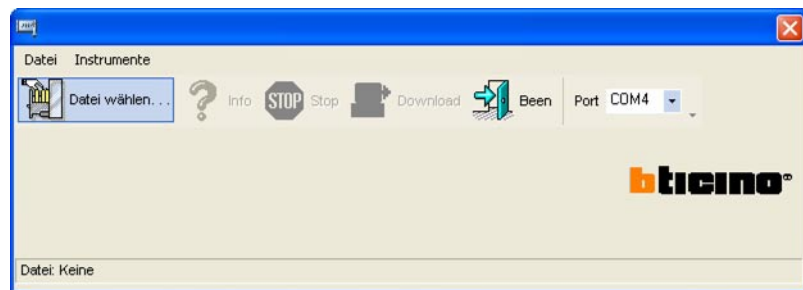 Datei Instrumente
Datei wählen. . . Info STOP Stop Download Been Port COM4
bticino
Datei: Keine